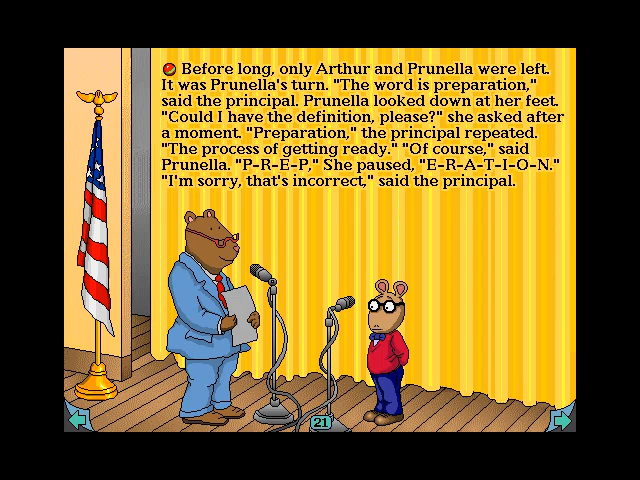 Before long, only Arthur and Prunella were left.
It was Prunella's turn. "The word is preparation,"
said the principal. Prunella looked down at her feet.
"Could I have the definition, please?" she asked after
a moment. "Preparation," the principal repeated.
"The process of getting ready." "Of course," said
Prunella. "P-R-E-P," She paused, "E-R-A-T-I-O-N."
"I'm sorry, that's incorrect," said the principal.
21